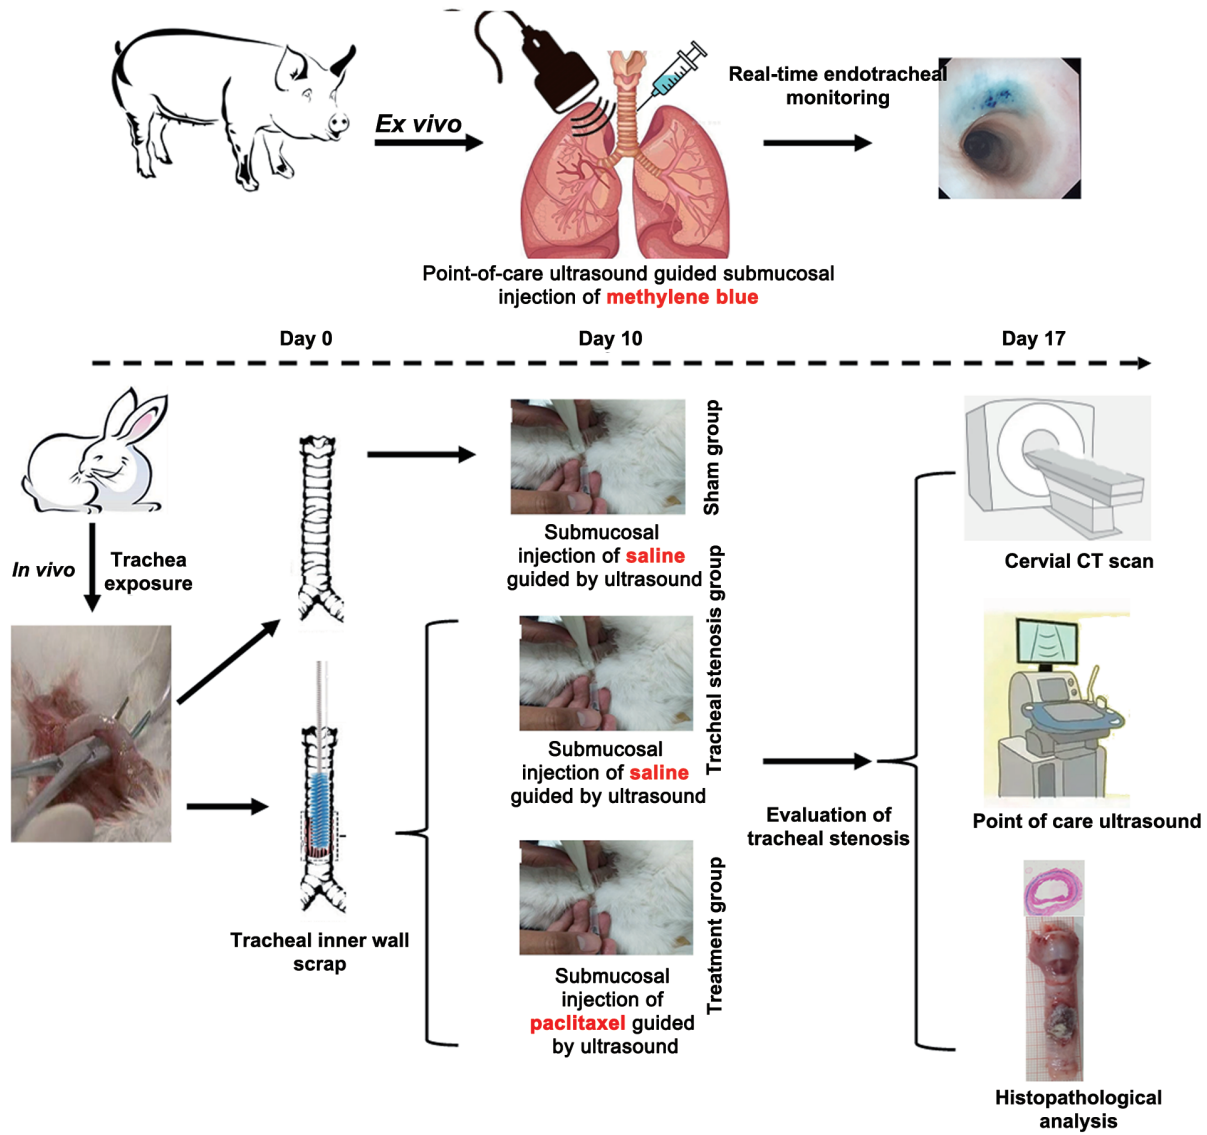 Ex vivo
Real-time endotracheal
monitoring
Point-of-care ultrasound guided submucosal
injection of methylene blue
Day 0
Day 10
Day 17
In vivo
Trachea
exposure
Submucosal
injection of saline
guided by ultrasound
Sham group
Cervial CT scan
Submucosal
injection of saline
guided by ultrasound
Tracheal stenosis group
Evaluation of
tracheal stenosis
Point of care ultrasound
Tracheal inner wall
scrap
Submucosal
injection of
paclitaxel guided
by ultrasound
Treatment group
Histopathological
analysis